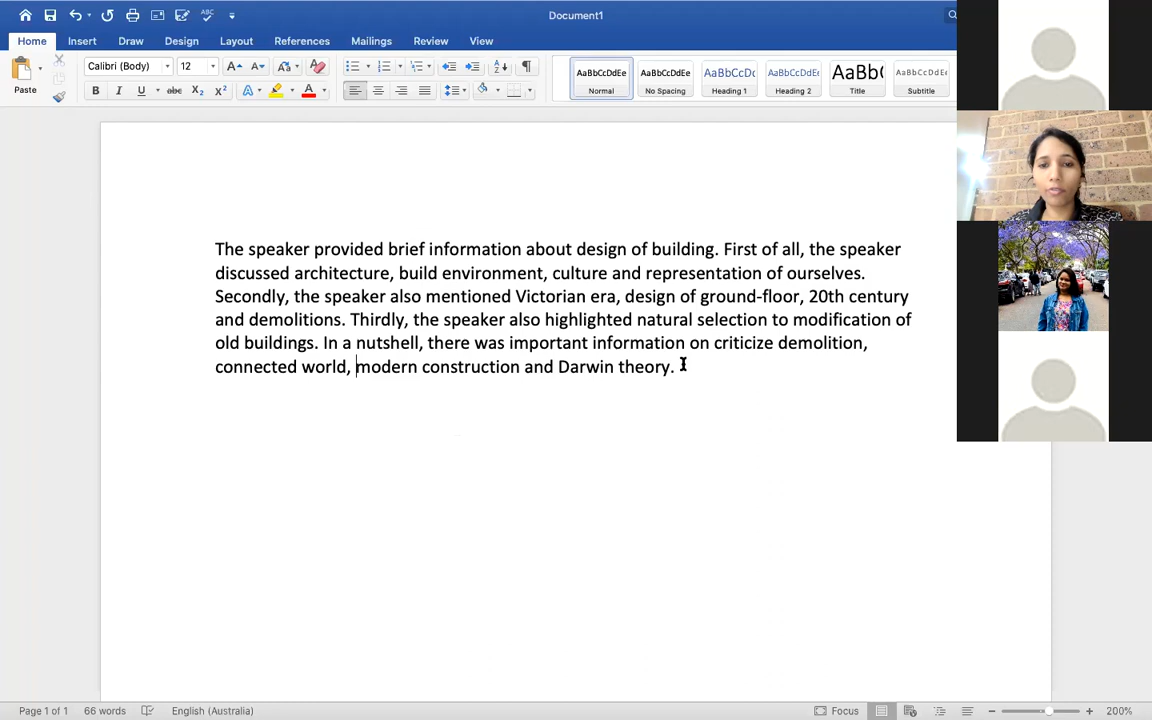 Document1
Home Insert Draw Design Layout References Mailings Review View
Paste
Calibri (Body) 12
AaBbCcDdEe AaBbCcDdEe AaBbCcDc AaBbCcDdEe AaBb( AaBbCcDdEe
Normal No Spacing Heading 1 Heading 2 Title Subtitle
The speaker provided brief information about design of building. First of all, the speaker
discussed architecture, build environment, culture and representation of ourselves.
Secondly, the speaker also mentioned Victorian era, design of ground-floor, 20th century
and demolitions. Thirdly, the speaker also highlighted natural selection to modification of
old buildings. In a nutshell, there was important information on criticize demolition,
connected world, modern construction and Darwin theory.
Page 1 of 1 66 words English (Australia) Focus 200%